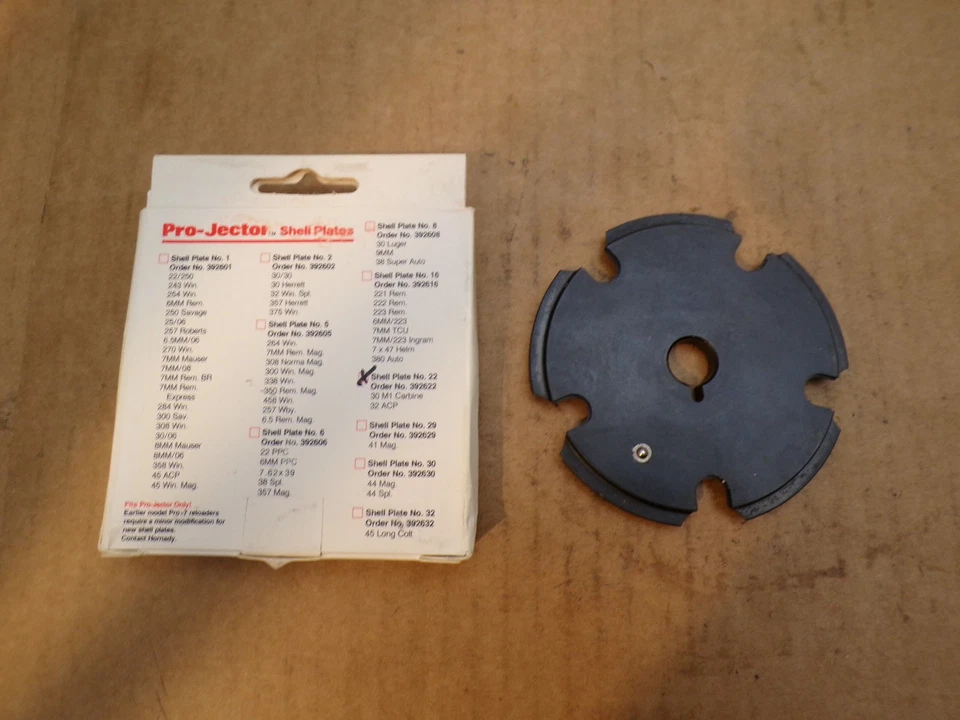 Pro-Jector™ Shell Plates
Shell Plate No. 1
Order No. 392601
22/250
243 Win.
254 Win.
6MM Rem.
250 Savage
25/06
257 Roberts
6.5MM/06
270 Win.
7MM Mauser
7MM/08
7MM Rem. BR
7MM Rem.
Express
284 Win.
300 Sav.
308 Win.
30/06
8MM Mauser
8MM/06
358 Win.
45 ACP
45 Win. Mag.
Fits Pro-Jector Only!
Earlier model Pro-7 reloaders
require a minor modification for
new shell plates.
Contact Hornady.
Shell Plate No. 2
Order No. 392602
30/30
30 Herrett
32 Win. Spl.
357 Herrett
375 Win.
Shell Plate No. 5
Order No. 392605
264 Win.
7MM Rem. Mag.
308 Norma Mag.
300 Win. Mag.
338 Win.
350 Rem. Mag.
458 Win.
257 Wby.
6.5 Rem. Mag.
Shell Plate No. 6
Order No. 392606
22 PPC
6MM PPC
7.62x39
38 Spl.
357 Mag.
Shell Plate No. 8
Order No. 392608
30 Luger
9MM
38 Super Auto
Shell Plate No. 16
Order No. 392616
221 Rem.
222 Rem.
223 Rem.
6MM/223
7MM TCU
7MM/223 Ingram
7 x 47 Helm
380 Auto
Shell Plate No. 22
Order No. 392622
30 M1 Carbine
32 ACP
Shell Plate No. 29
Order No. 392629
41 Mag.
Shell Plate No. 30
Order No. 392630
44 Mag.
44 Spl.
Shell Plate No. 32
Order No. 392632
45 Long Colt